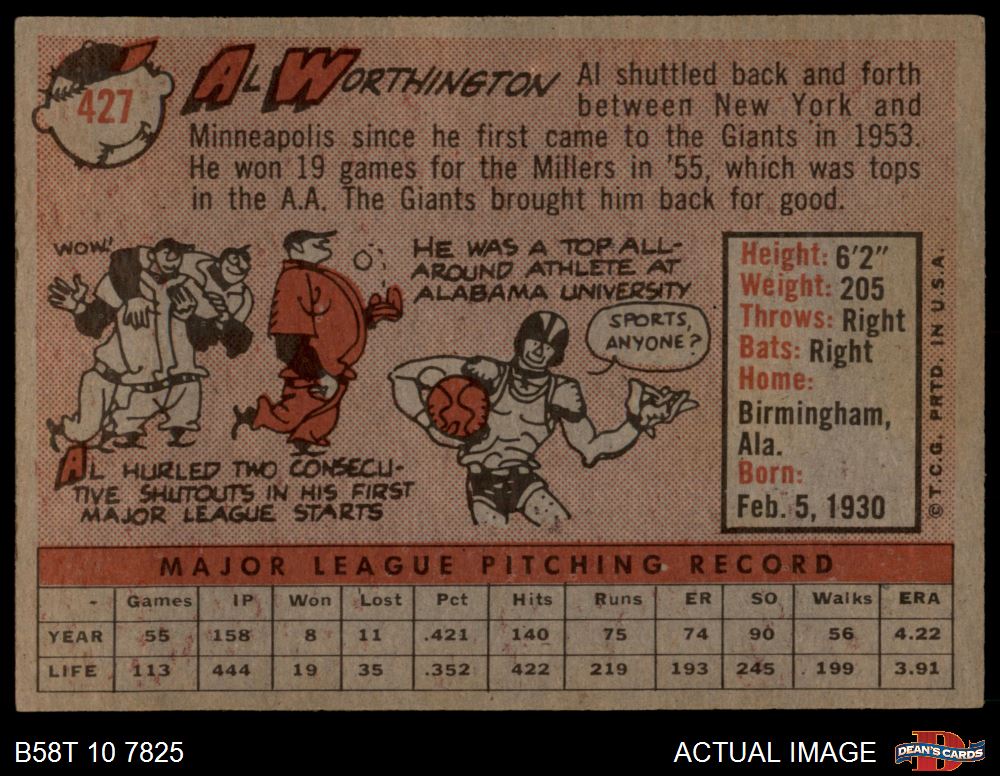 427
AL WORTHINGTON
Al shuttled back and forth
between New York and
Minneapolis since he first came to the Giants in 1953.
He won 19 games for the Millers in '55, which was tops
in the A.A. The Giants brought him back for good.
WOW!
AL HURLED TWO CONSECU-
TIVE SHUTOUTS IN HIS FIRST
MAJOR LEAGUE STARTS
HE WAS A TOP ALL-
AROUND ATHLETE AT
ALABAMA UNIVERSITY
SPORTS,
ANYONE?
Height: 6'2"
Weight: 205
Throws: Right
Bats: Right
Home:
Birmingham,
Ala.
Born:
Feb. 5, 1930
© T.C.G. PRTD. IN U.S.A.
MAJOR LEAGUE PITCHING RECORD
- Games IP Won Lost Pct Hits Runs ER SO Walks ERA
YEAR 55 158 8 11 .421 140 75 74 90 56 4.22
LIFE 113 444 19 35 .352 422 219 193 245 199 3.91
B58T 10 7825
ACTUAL IMAGE
DEAN'S CARDS